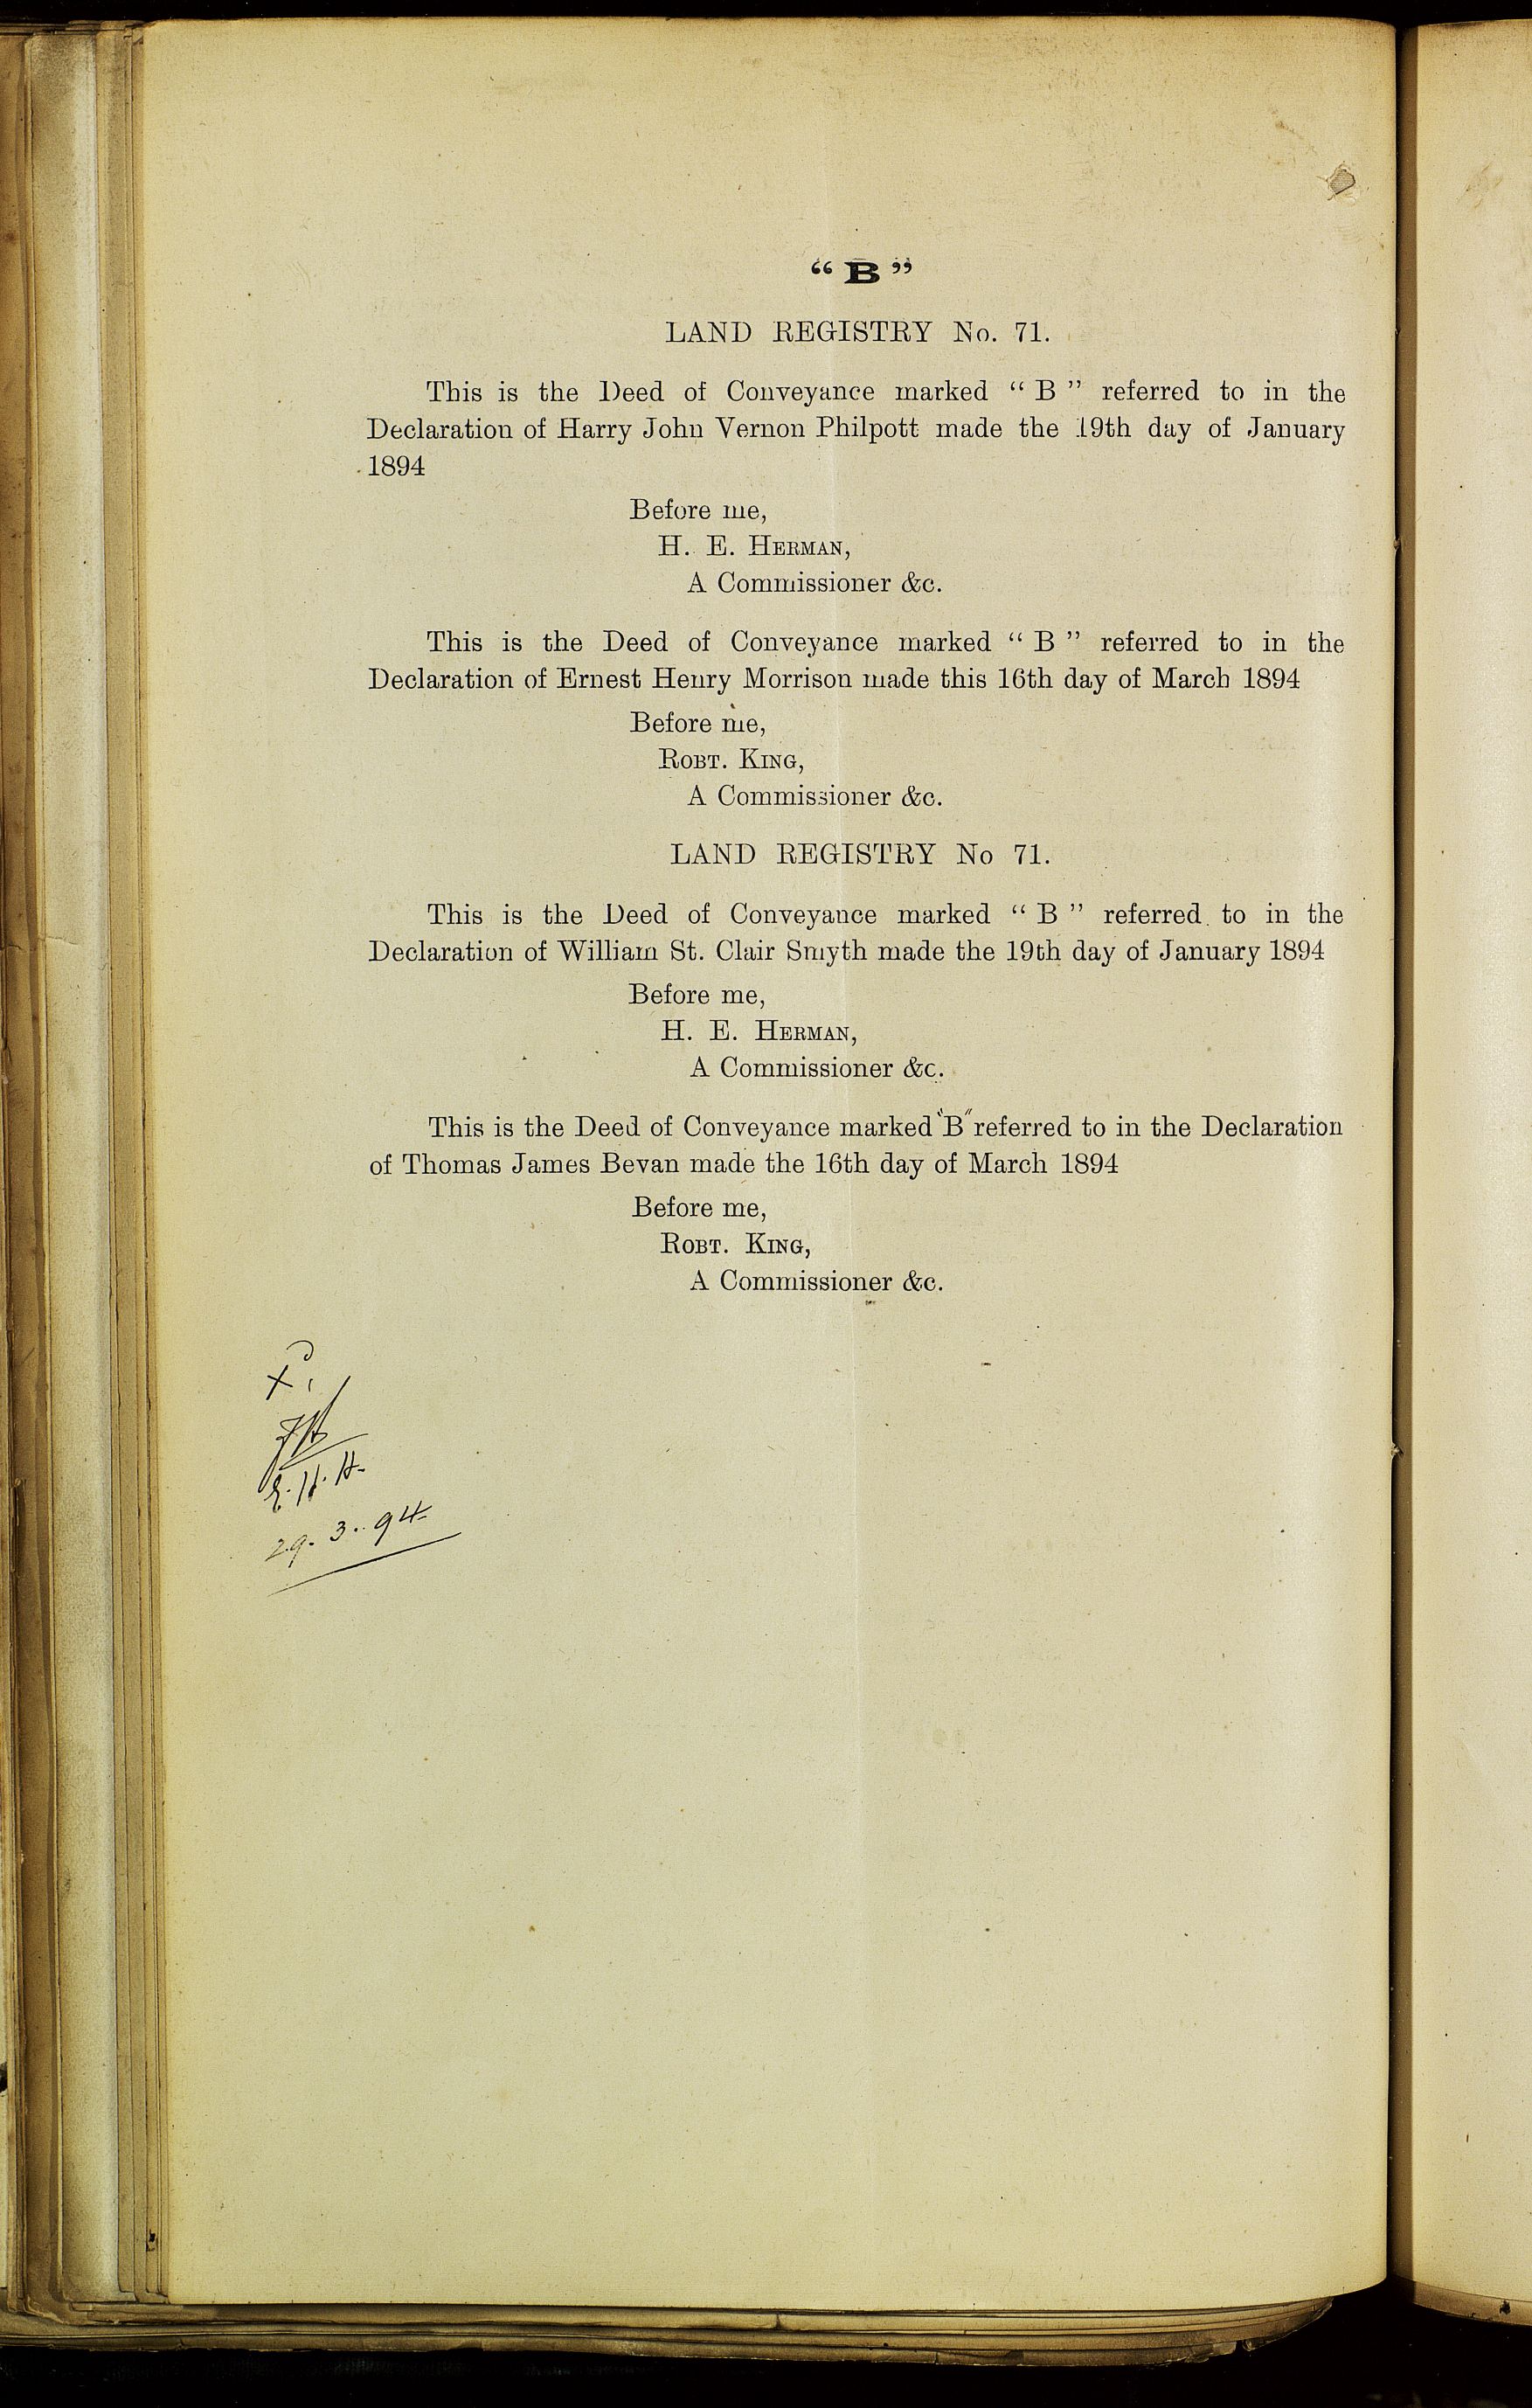 “ B ”
LAND REGISTRY No. 71.
This is the Deed of Conveyance marked “ B ” referred to in the
Declaration of Harry John Vernon Philpott made the 19th day of January
1894
Before me,
H. E. HERMAN,
A Commissioner &c.
This is the Deed of Conveyance marked “ B ” referred to in the
Declaration of Ernest Henry Morrison made this 16th day of March 1894
Before me,
ROBT. KING,
A Commissioner &c.
LAND REGISTRY No 71.
This is the Deed of Conveyance marked “ B ” referred to in the
Declaration of William St. Clair Smyth made the 19th day of January 1894
Before me,
H. E. HERMAN,
A Commissioner &c.
This is the Deed of Conveyance marked "B" referred to in the Declaration
of Thomas James Bevan made the 16th day of March 1894
Before me,
ROBT. KING,
A Commissioner &c.
E. H. H.
29. 3. 94